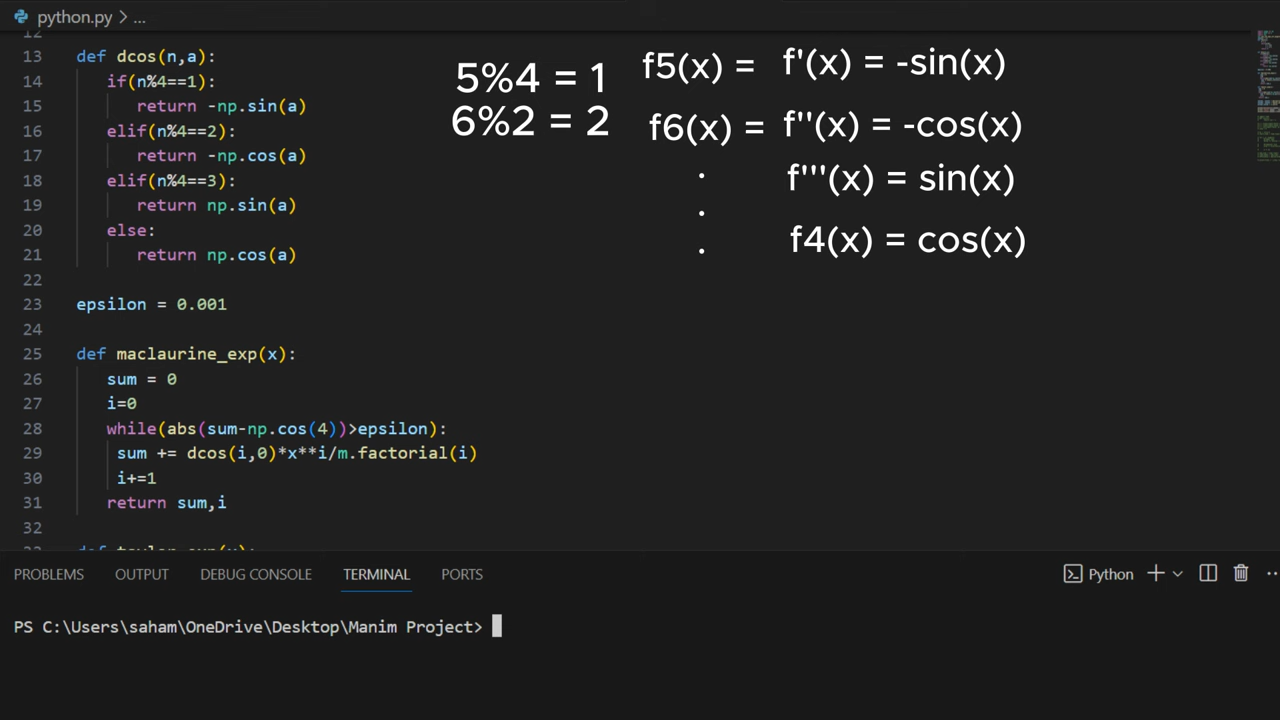 python.py > ...
12
13 def dcos(n,a):
14 if(n%4==1):
15 return -np.sin(a)
16 elif(n%4==2):
17 return -np.cos(a)
18 elif(n%4==3):
19 return np.sin(a)
20 else:
21 return np.cos(a)
22
23 epsilon = 0.001
24
25 def maclaurine_exp(x):
26 sum = 0
27 i=0
28 while(abs(sum-np.cos(4))>epsilon):
29 sum += dcos(i,0)*x**i/m.factorial(i)
30 i+=1
31 return sum,i
32
5%4 = 1
6%2 = 2
f5(x) = f'(x) = -sin(x)
f6(x) = f''(x) = -cos(x)
. f'''(x) = sin(x)
.
. f4(x) = cos(x)
PROBLEMS OUTPUT DEBUG CONSOLE TERMINAL PORTS Python
PS C:\Users\saham\OneDrive\Desktop\Manim Project>